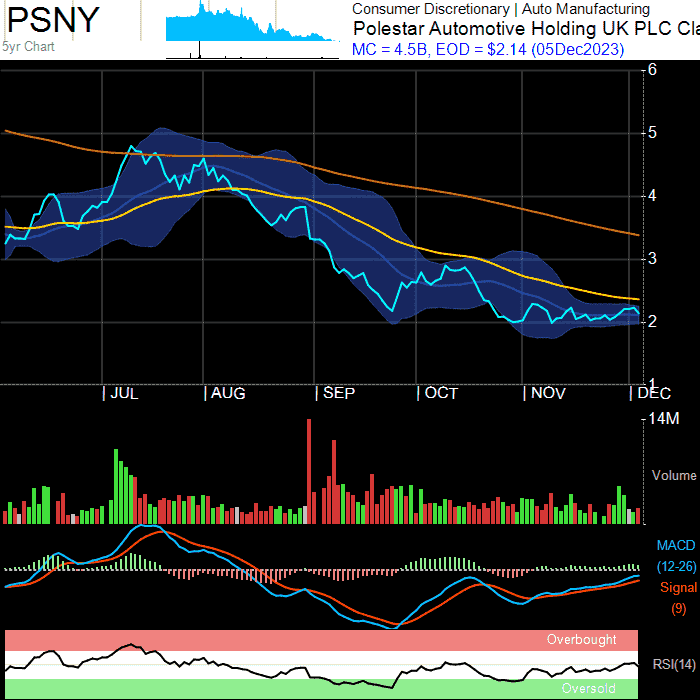 PSNY
5yr Chart
Consumer Discretionary | Auto Manufacturing
Polestar Automotive Holding UK PLC Cla
MC = 4.5B, EOD = $2.14 (05Dec2023)
6
5
4
3
2
1
| JUL | AUG | SEP | OCT | NOV | DEC
14M
Volume
MACD
(12-26)
Signal
(9)
Overbought
RSI(14)
Oversold